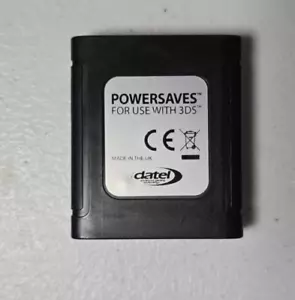 POWERSAVES™
FOR USE WITH 3DS™
CE
MADE IN THE UK
datel